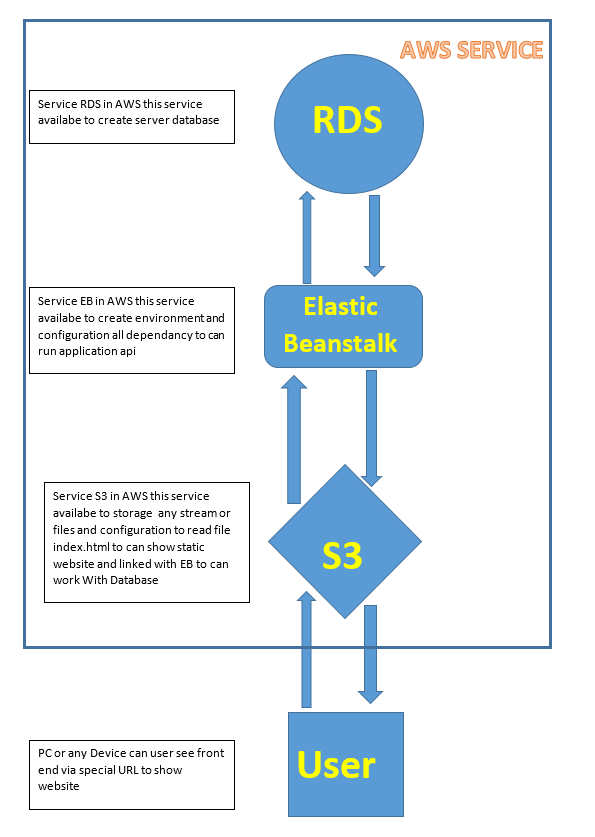 AWS SERVICE
Service RDS in AWS this service
availabe to create server database
RDS
Service EB in AWS this service
availabe to create environment and
configuration all dependancy to can
run application api
Elastic
Beanstalk
Service S3 in AWS this service
availabe to storage any stream or
files and configuration to read file
index.html to can show static
website and linked with EB to can
work With Database
S3
PC or any Device can user see front
end via special URL to show
website
User